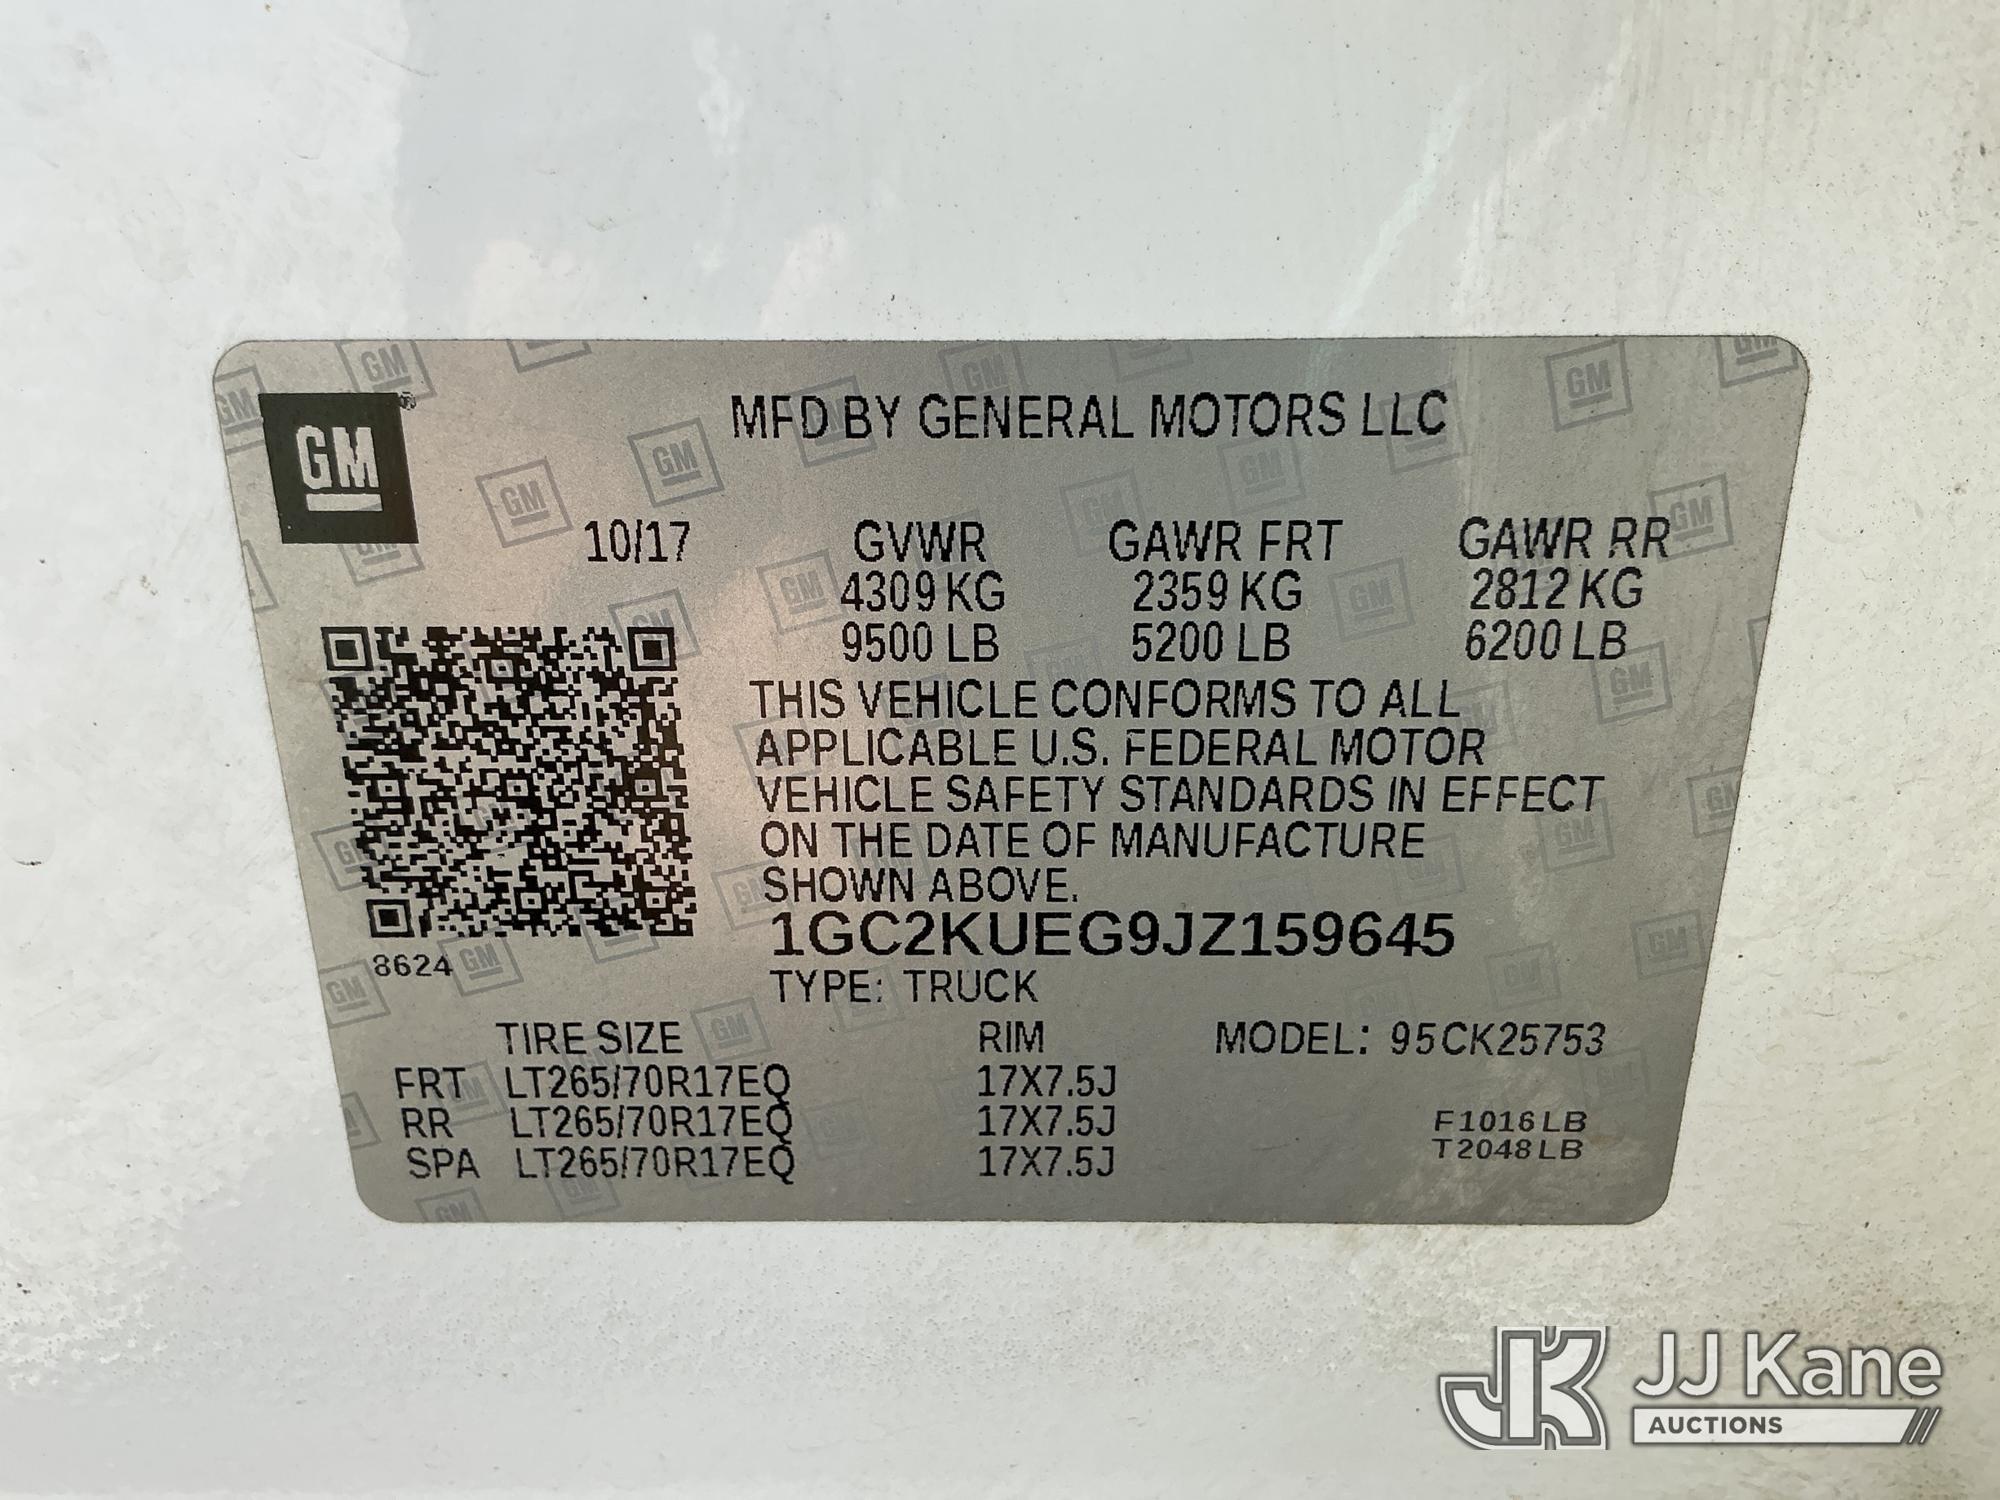 GM
MFD BY GENERAL MOTORS LLC
10/17 GVWR GAWR FRT GAWR RR
4309 KG 2359 KG 2812 KG
9500 LB 5200 LB 6200 LB
THIS VEHICLE CONFORMS TO ALL
APPLICABLE U.S. FEDERAL MOTOR
VEHICLE SAFETY STANDARDS IN EFFECT
ON THE DATE OF MANUFACTURE
SHOWN ABOVE.
1GC2KUEG9JZ159645
8624
TYPE: TRUCK
TIRE SIZE RIM MODEL: 95CK25753
FRT LT265/70R17EQ 17X7.5J
RR LT265/70R17EQ 17X7.5J
SPA LT265/70R17EQ 17X7.5J
F1016LB
T2048LB
JK JJ Kane
AUCTIONS